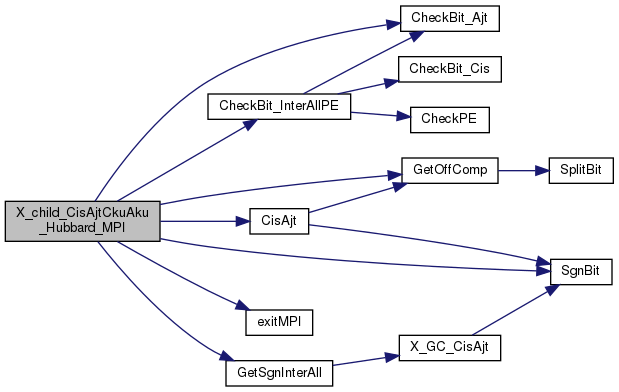 CheckBit_Ajt
CheckBit_Cis
CheckBit_InterAllPE
CheckPE
GetOffComp
SplitBit
X_child_CisAjtCkuAku
_Hubbard_MPI
CisAjt
SgnBit
exitMPI
X_GC_CisAjt
GetSgnInterAll